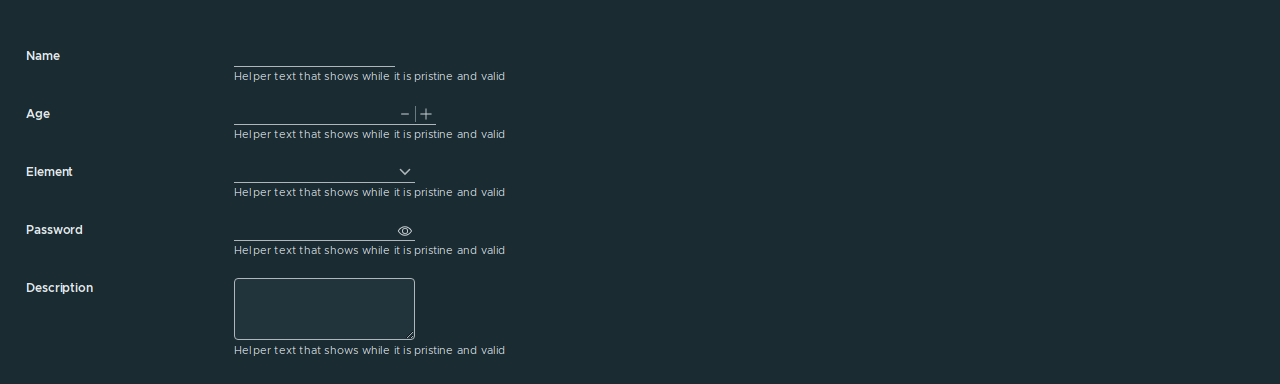 Name
Helper text that shows while it is pristine and valid
Age
Helper text that shows while it is pristine and valid
Element
Helper text that shows while it is pristine and valid
Password
Helper text that shows while it is pristine and valid
Description
Helper text that shows while it is pristine and valid